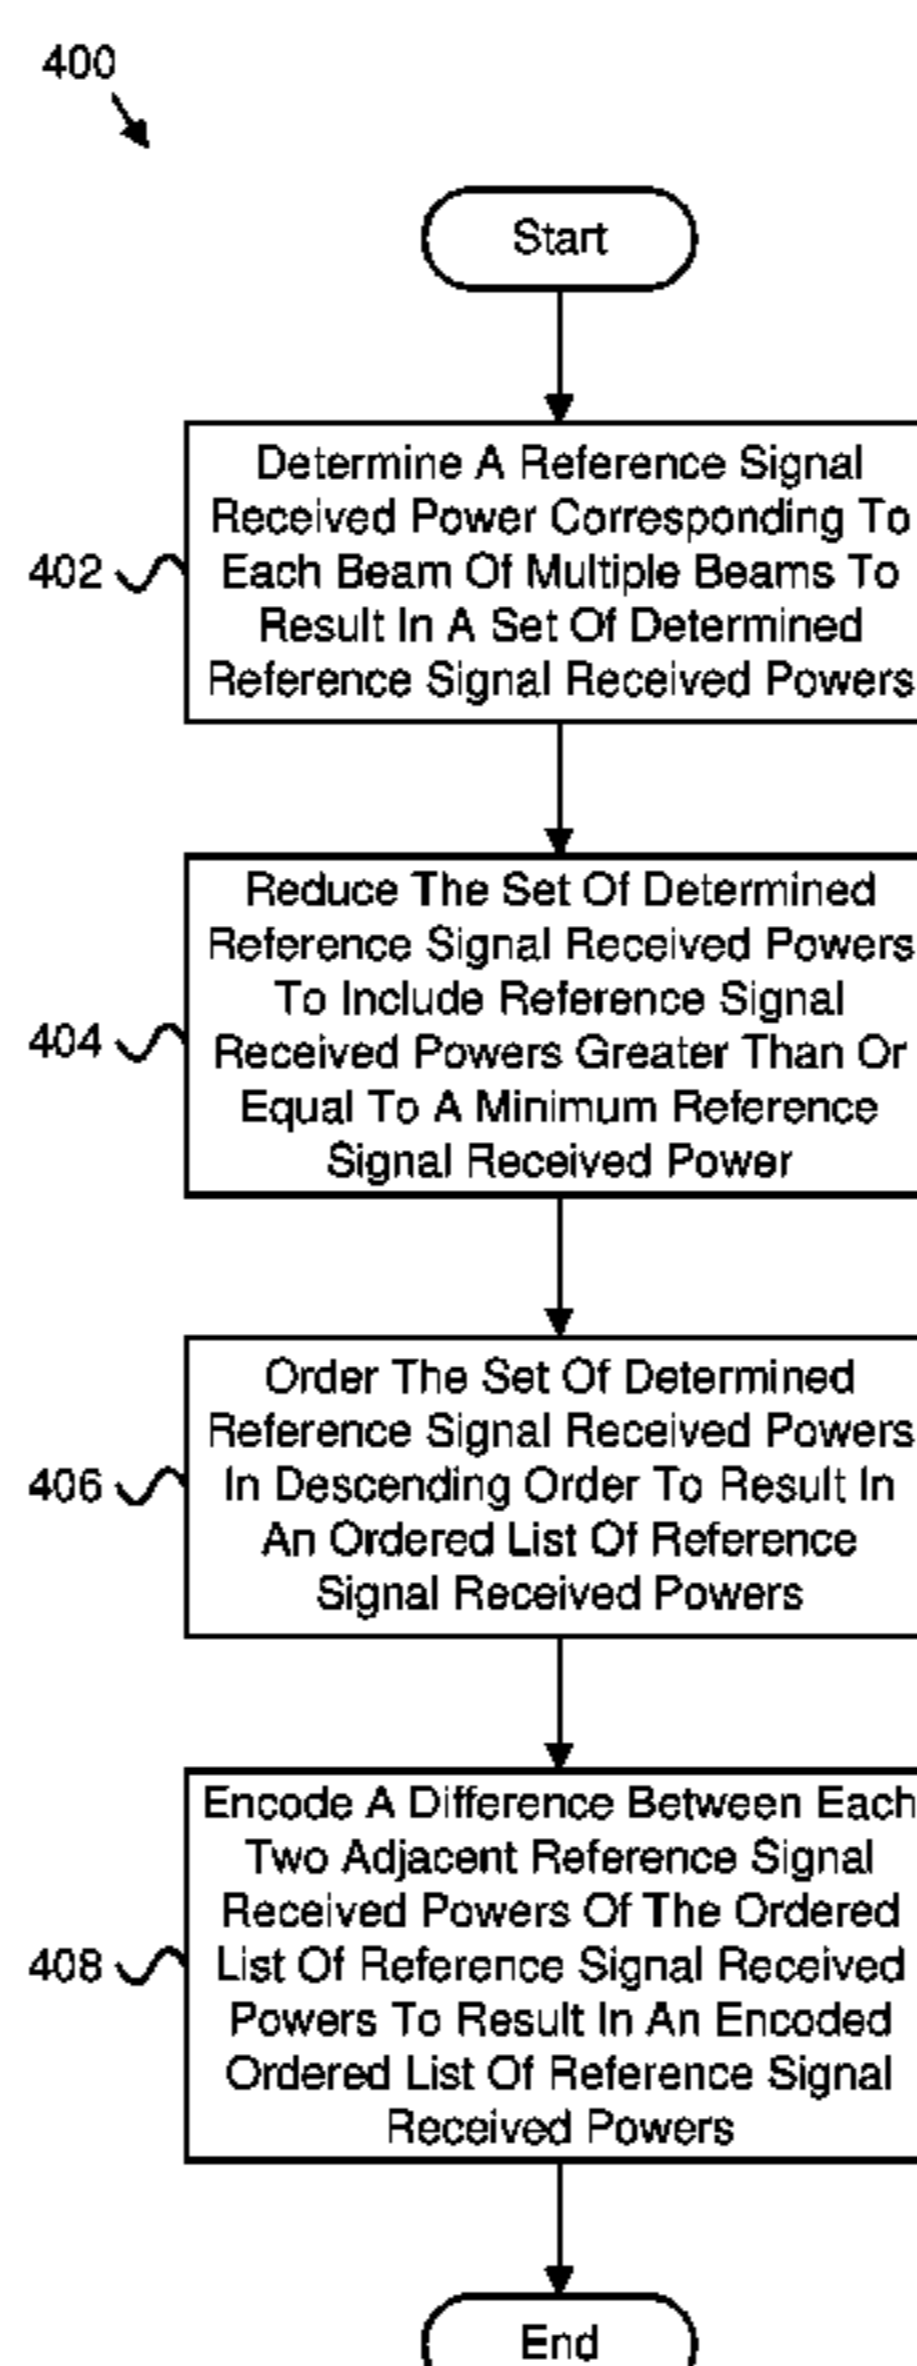 400
Start
402
Determine A Reference Signal
Received Power Corresponding To
Each Beam Of Multiple Beams To
Result In A Set Of Determined
Reference Signal Received Powers
404
Reduce The Set Of Determined
Reference Signal Received Powers
To Include Reference Signal
Received Powers Greater Than Or
Equal To A Minimum Reference
Signal Received Power
406
Order The Set Of Determined
Reference Signal Received Powers
In Descending Order To Result In
An Ordered List Of Reference
Signal Received Powers
408
Encode A Difference Between Each
Two Adjacent Reference Signal
Received Powers Of The Ordered
List Of Reference Signal Received
Powers To Result In An Encoded
Ordered List Of Reference Signal
Received Powers
End